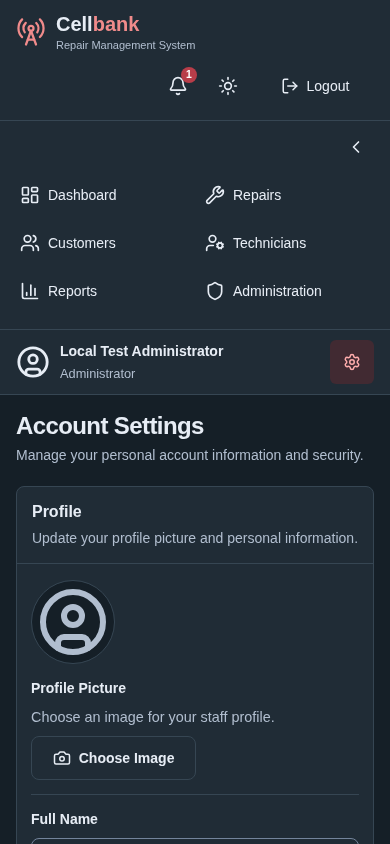 Cellbank
Repair Management System
1
Logout
Dashboard
Repairs
Customers
Technicians
Reports
Administration
Local Test Administrator
Administrator
Account Settings
Manage your personal account information and security.
Profile
Update your profile picture and personal information.
Profile Picture
Choose an image for your staff profile.
Choose Image
Full Name